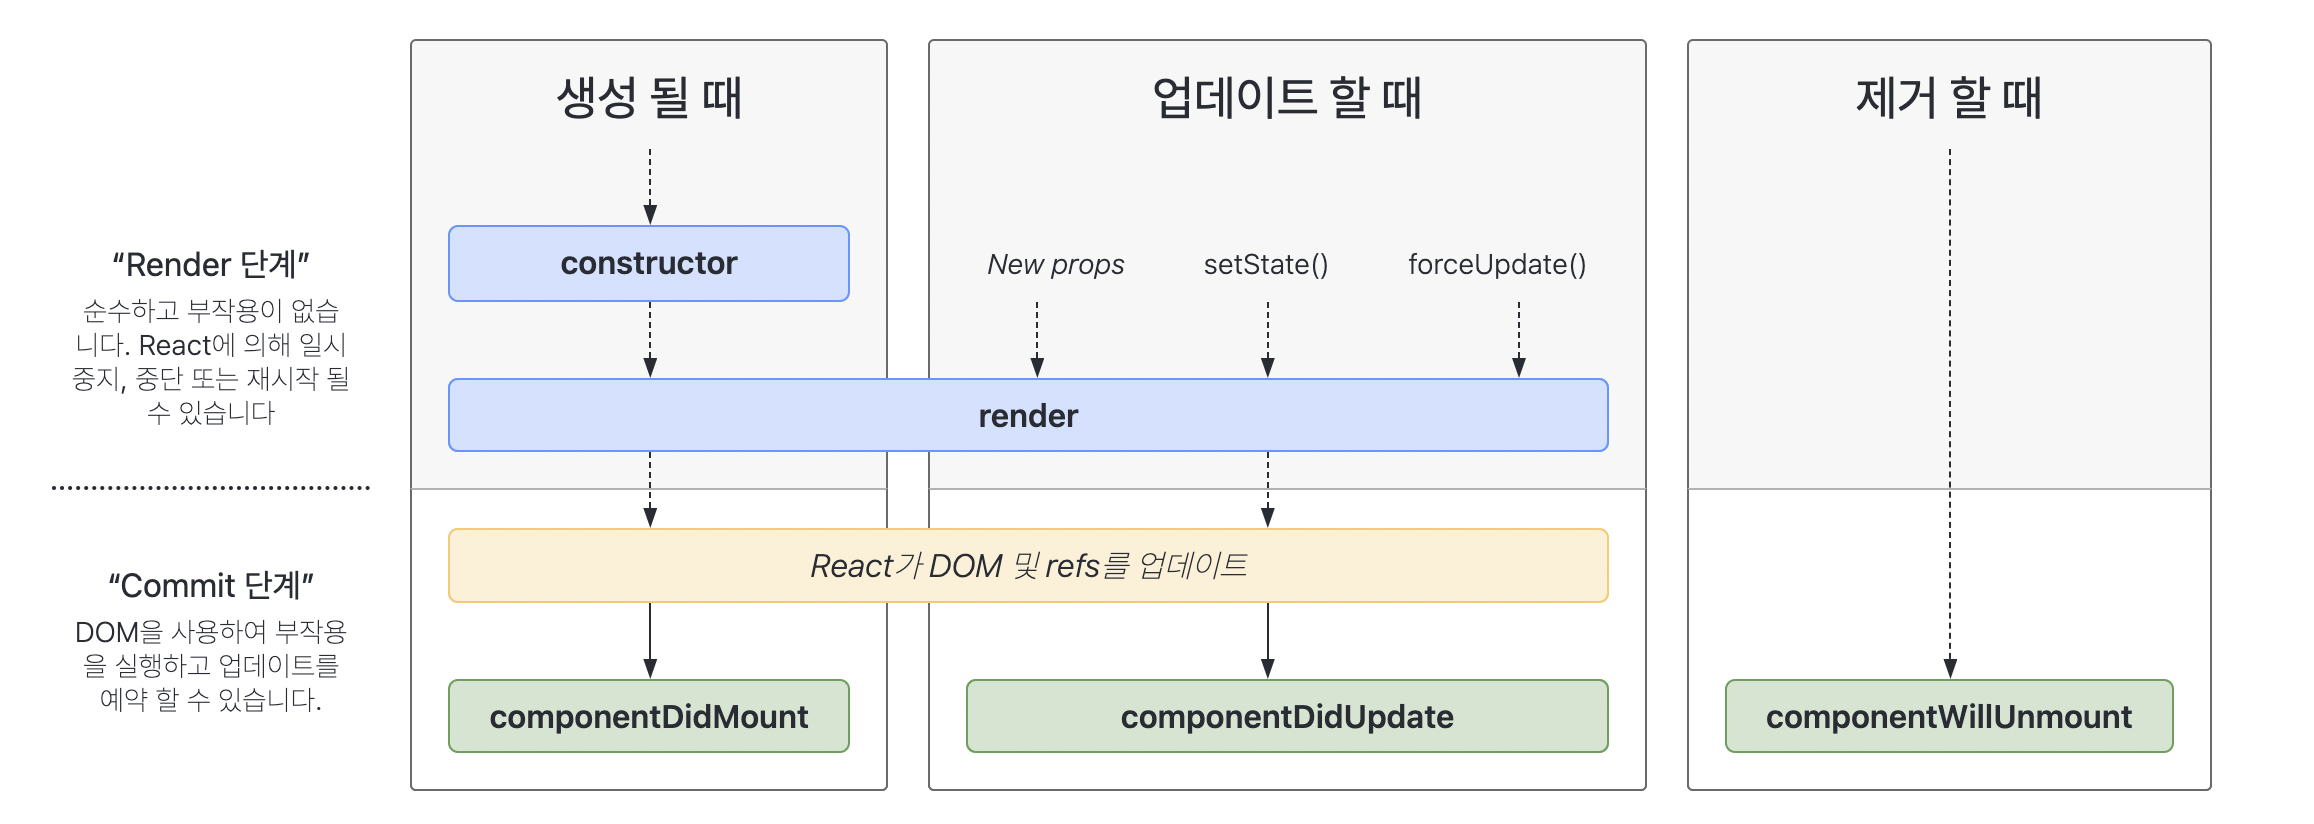 생성 될 때
업데이트 할 때
제거 할 때
“Render 단계”
순수하고 부작용이 없습
니다. React에 의해 일시
중지, 중단 또는 재시작 될
수 있습니다
constructor
New props
setState()
forceUpdate()
render
“Commit 단계”
DOM을 사용하여 부작용
을 실행하고 업데이트를
예약 할 수 있습니다.
React가 DOM 및 refs를 업데이트
componentDidMount
componentDidUpdate
componentWillUnmount